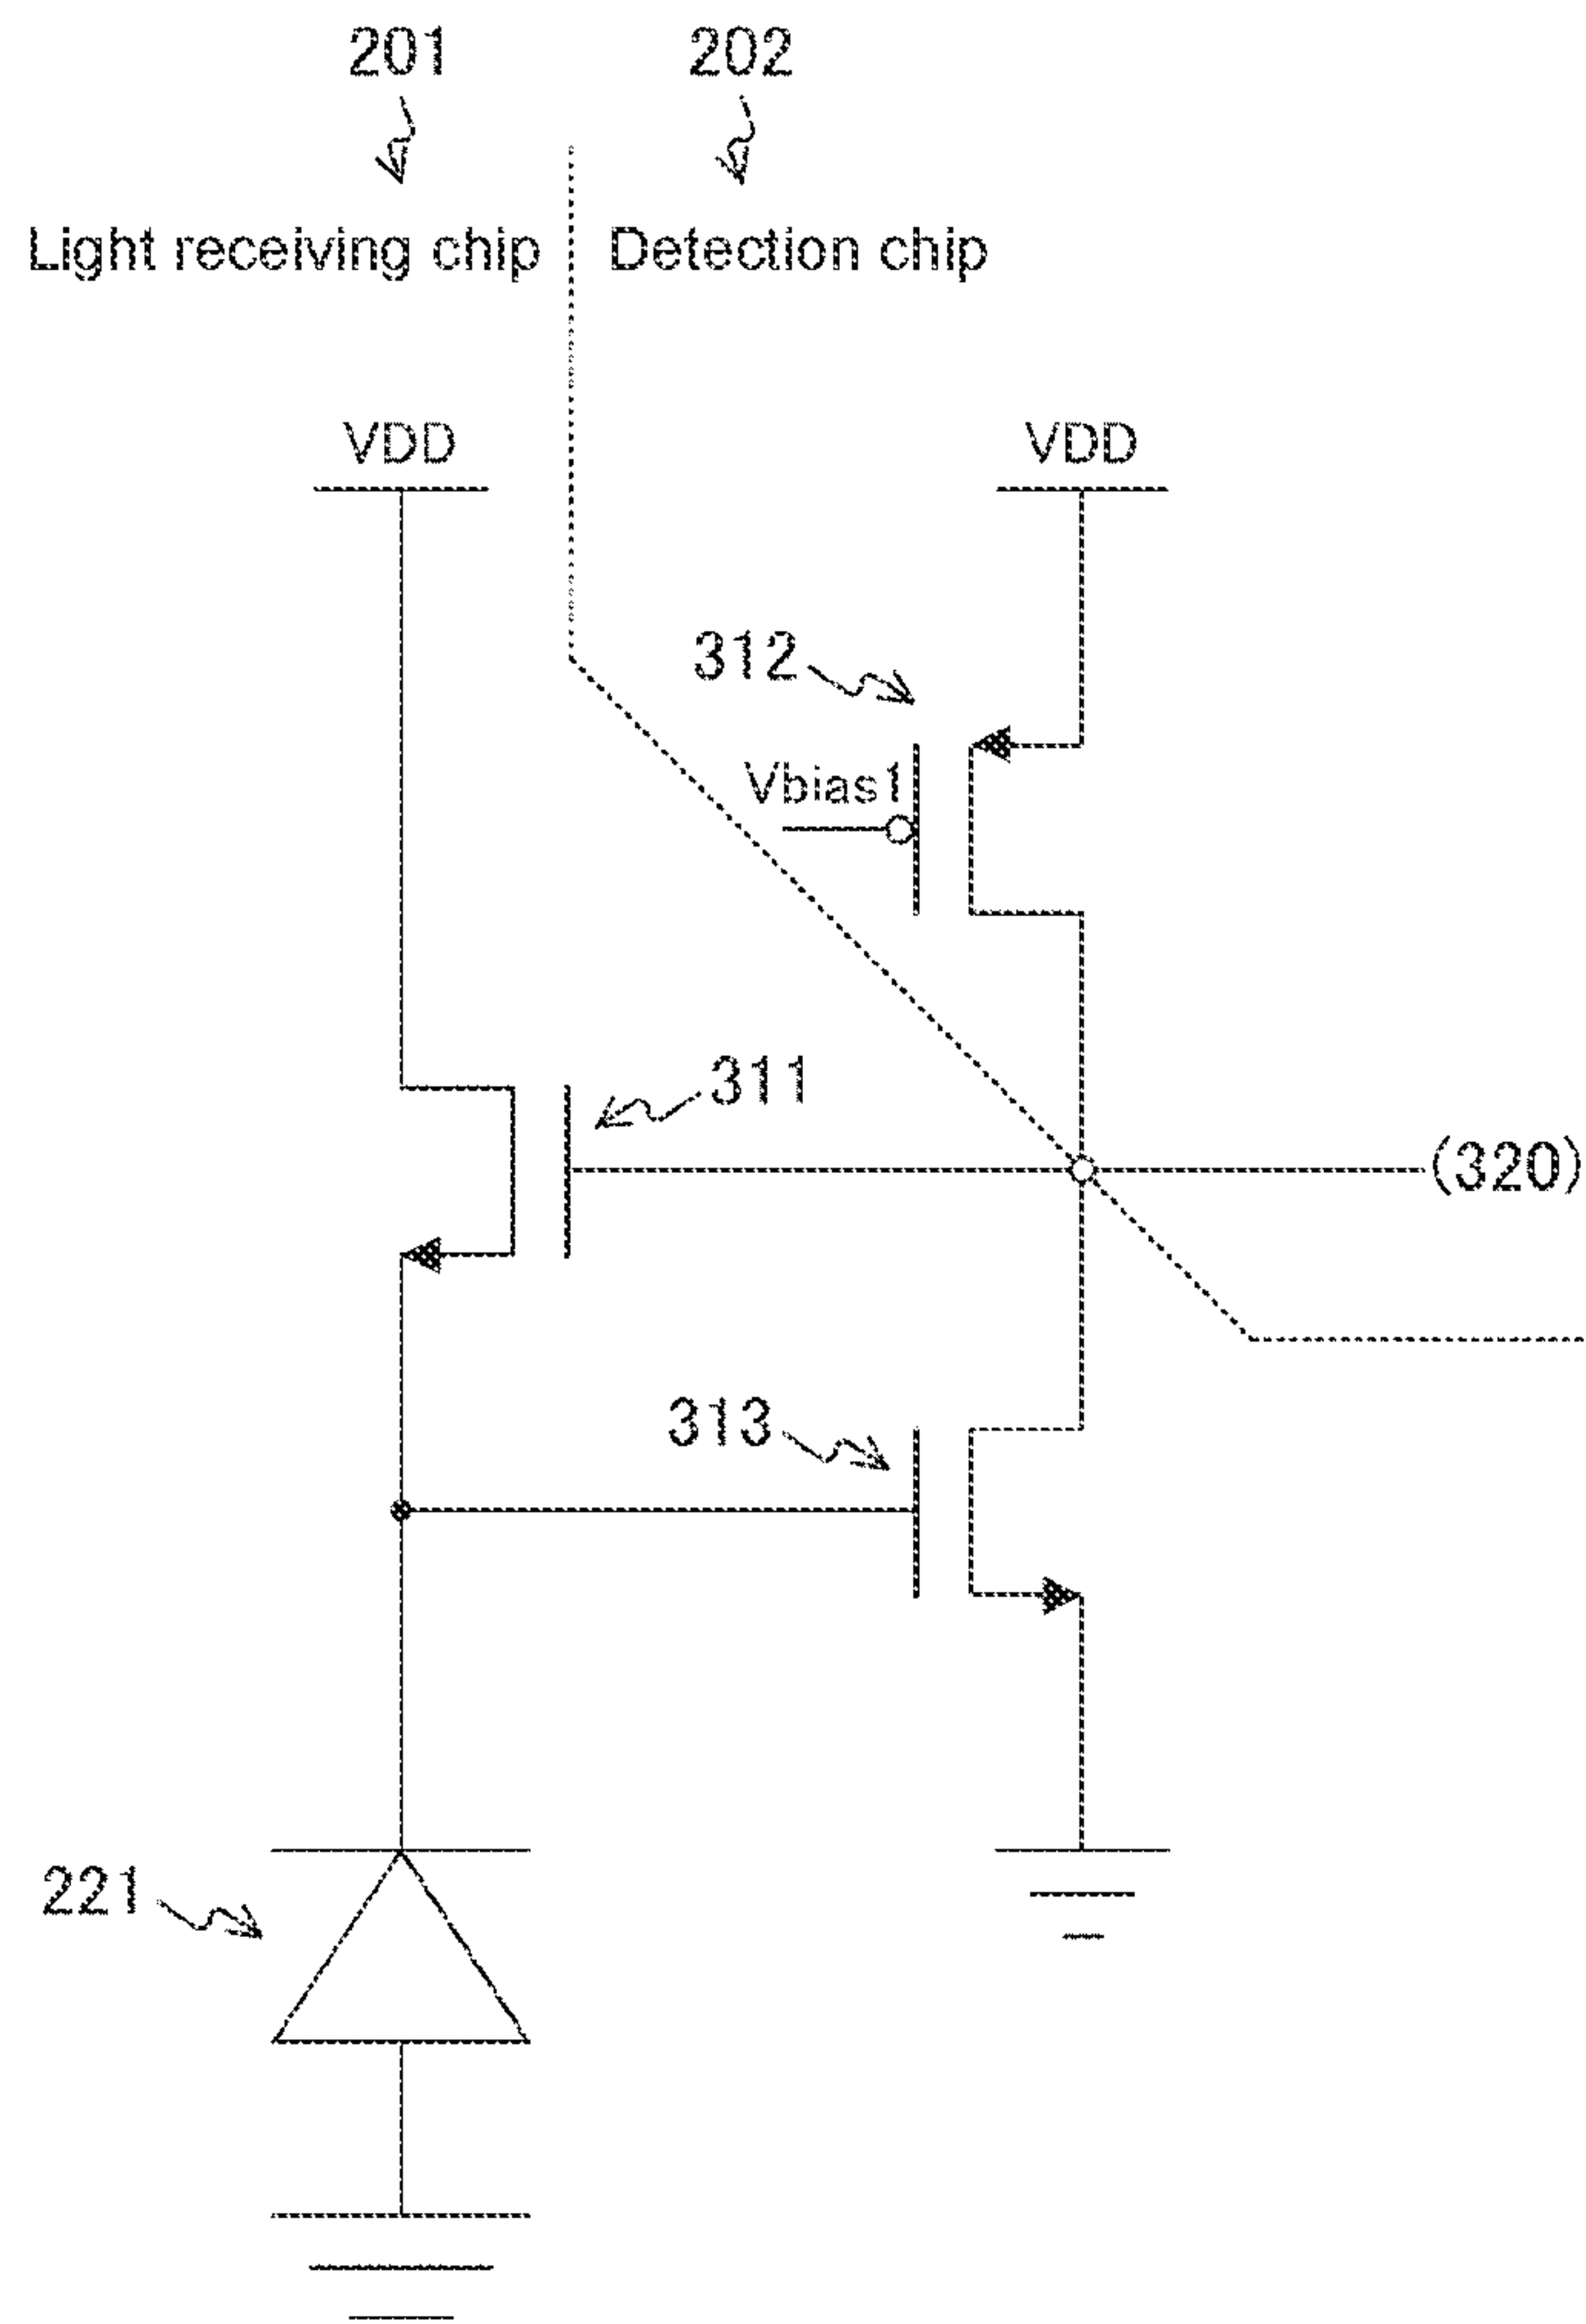 201 202
Light receiving chip Detection chip
VDD VDD
312
Vbias1
311
(320)
313
221